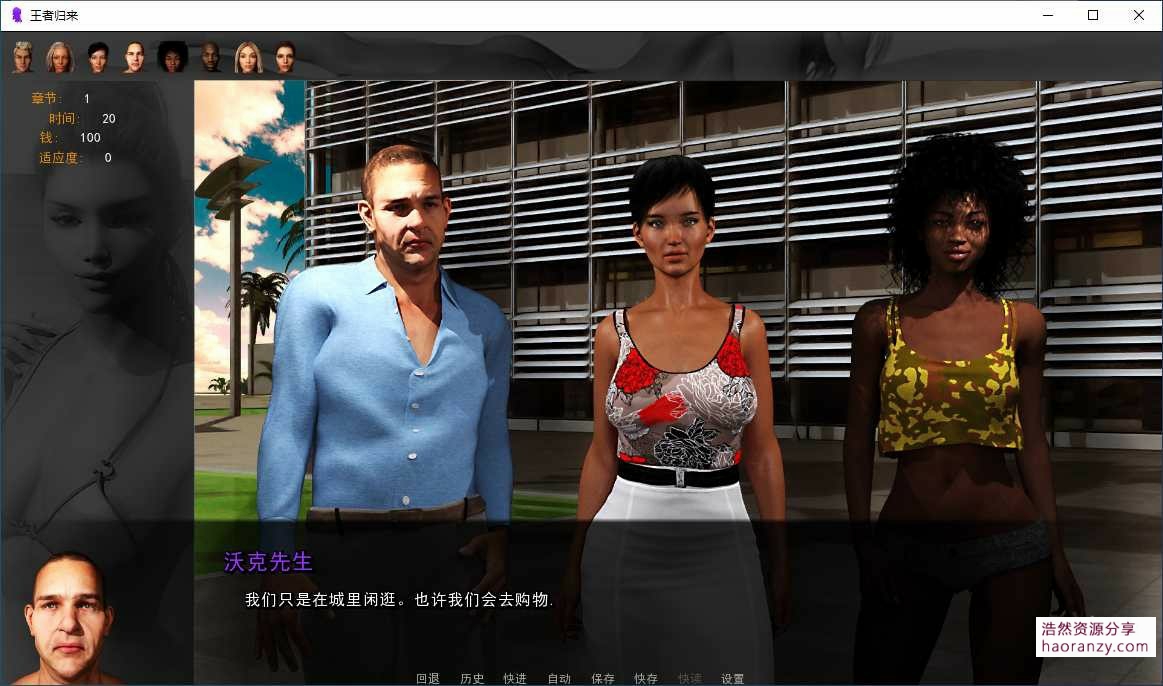 王者归来
章节: 1
时间: 20
钱: 100
适应度: 0
沃克先生
我们只是在城里闲逛。也许我们会去购物.
浩然资源分享
haoranzy.com
回退 历史 快进 自动 保存 快存 快读 设置